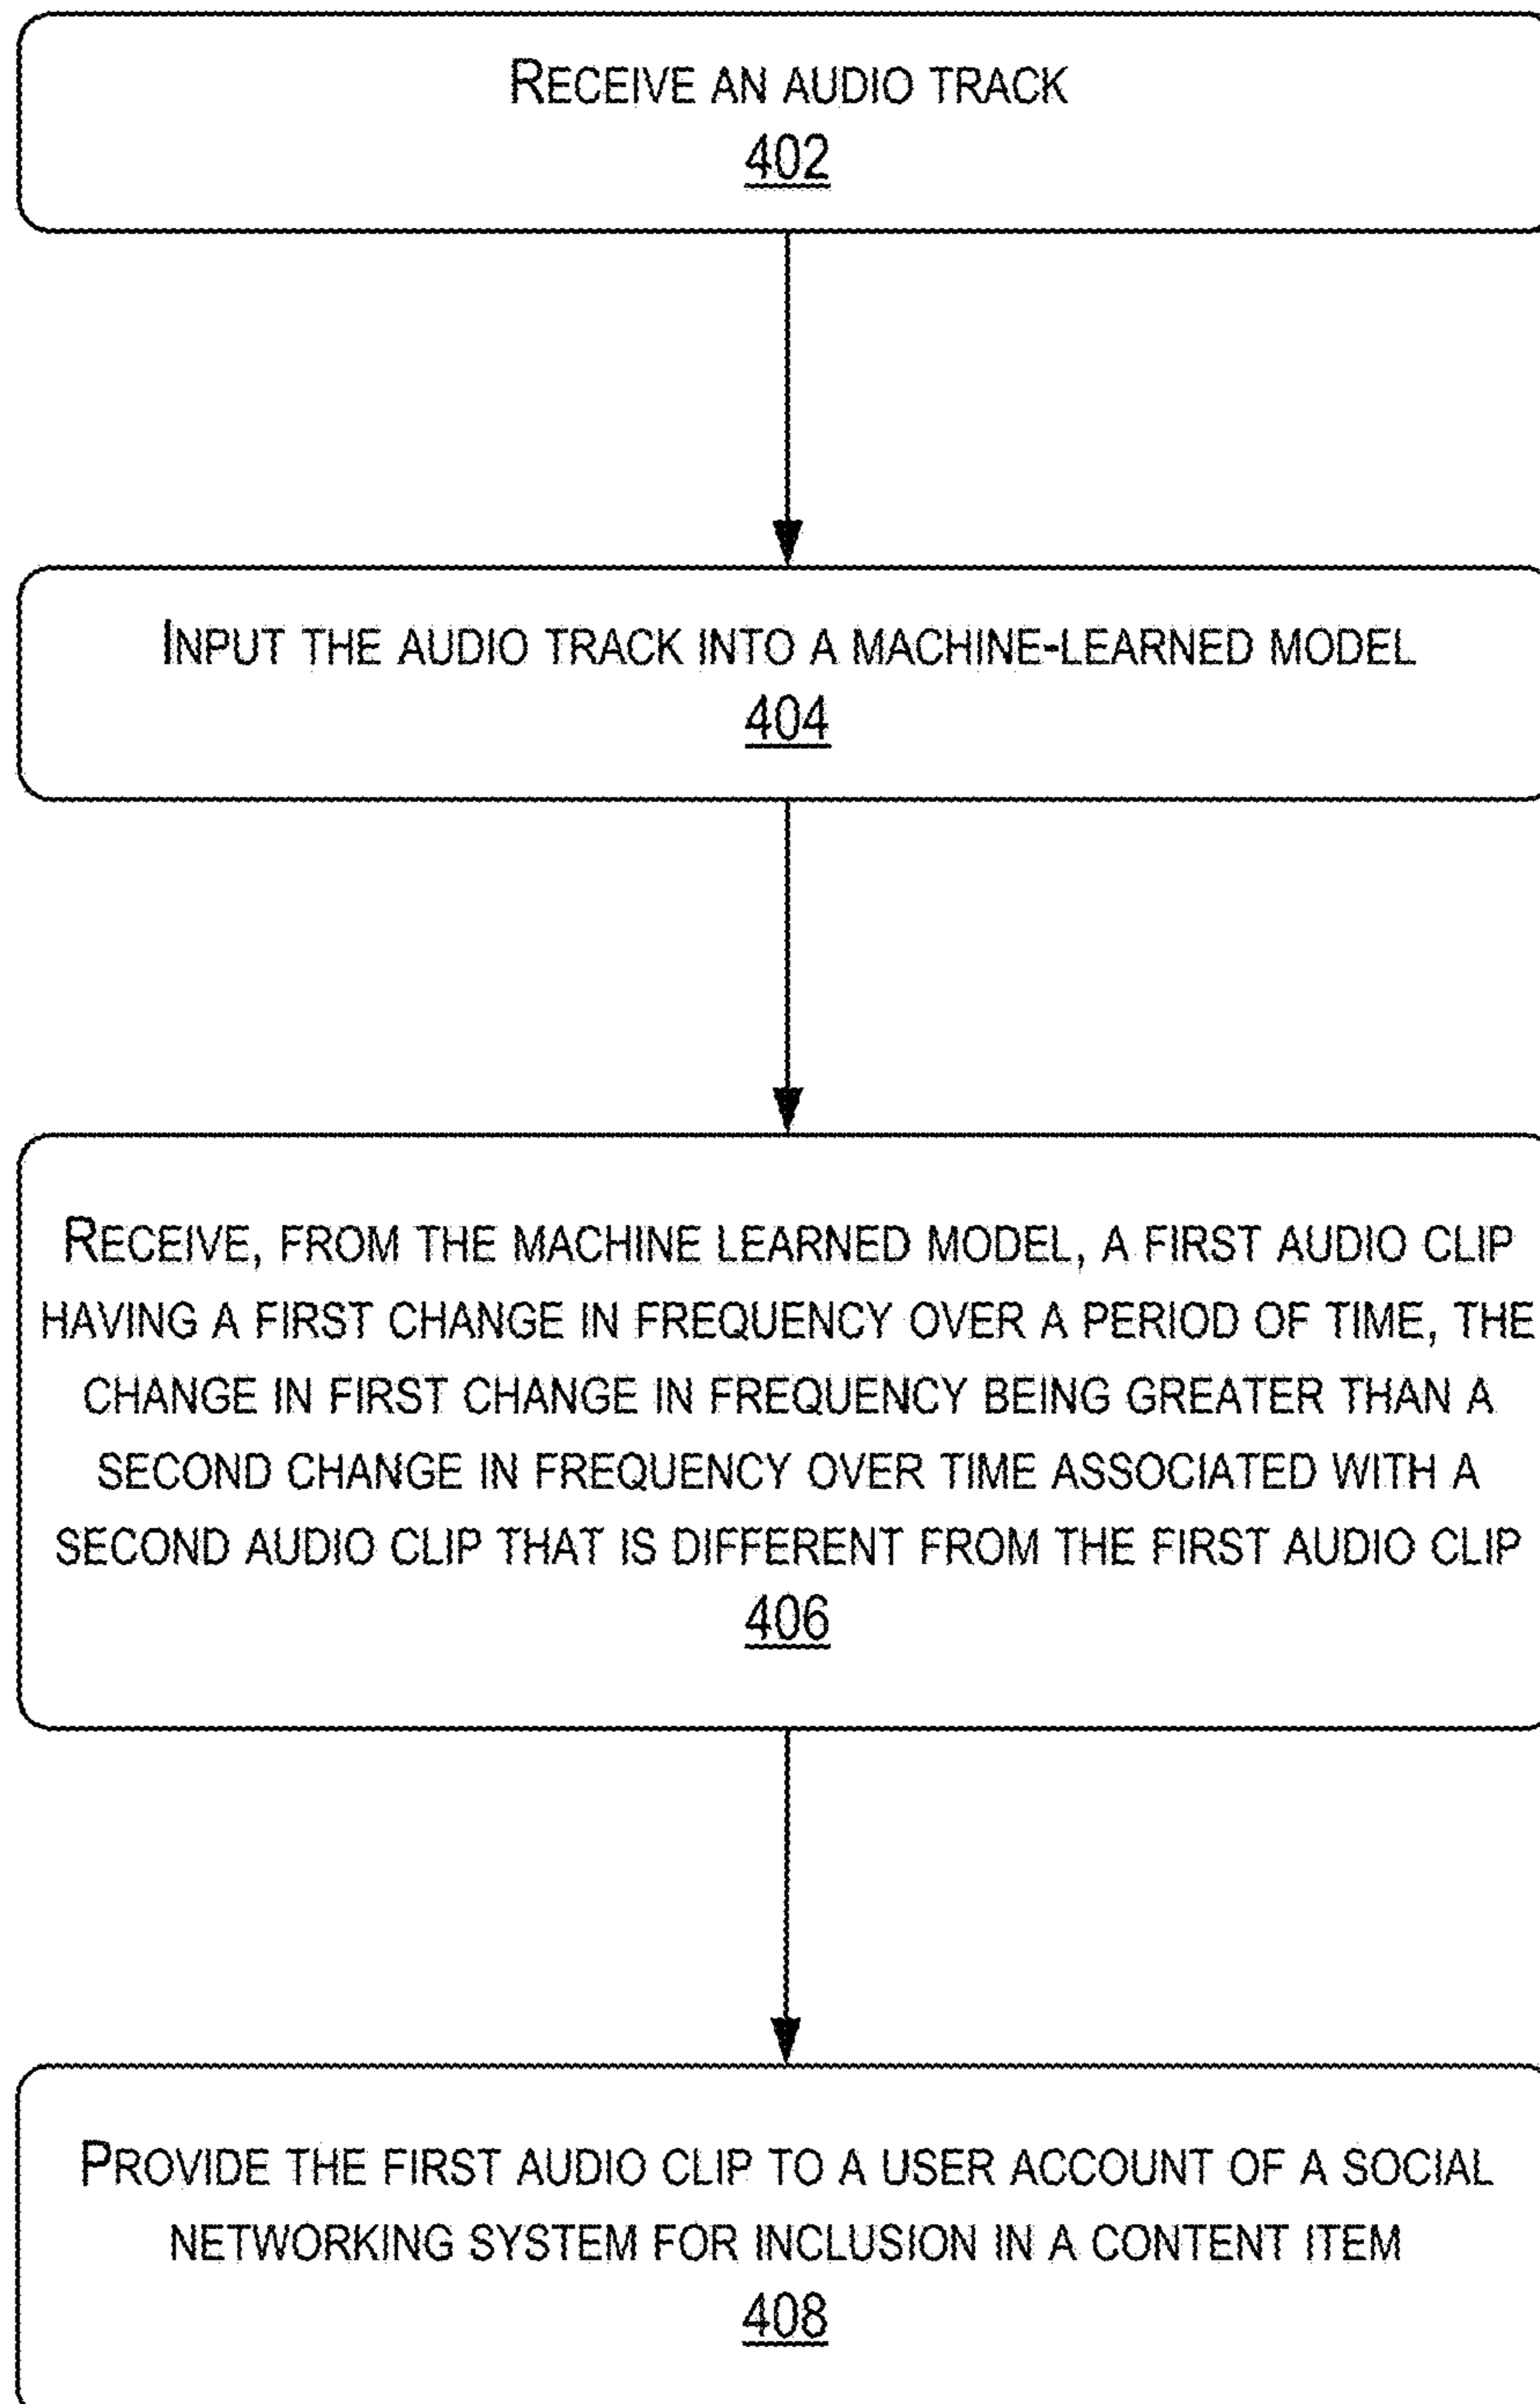 RECEIVE AN AUDIO TRACK
402
INPUT THE AUDIO TRACK INTO A MACHINE-LEARNED MODEL
404
RECEIVE, FROM THE MACHINE LEARNED MODEL, A FIRST AUDIO CLIP
HAVING A FIRST CHANGE IN FREQUENCY OVER A PERIOD OF TIME, THE
CHANGE IN FIRST CHANGE IN FREQUENCY BEING GREATER THAN A
SECOND CHANGE IN FREQUENCY OVER TIME ASSOCIATED WITH A
SECOND AUDIO CLIP THAT IS DIFFERENT FROM THE FIRST AUDIO CLIP
406
PROVIDE THE FIRST AUDIO CLIP TO A USER ACCOUNT OF A SOCIAL
NETWORKING SYSTEM FOR INCLUSION IN A CONTENT ITEM
408